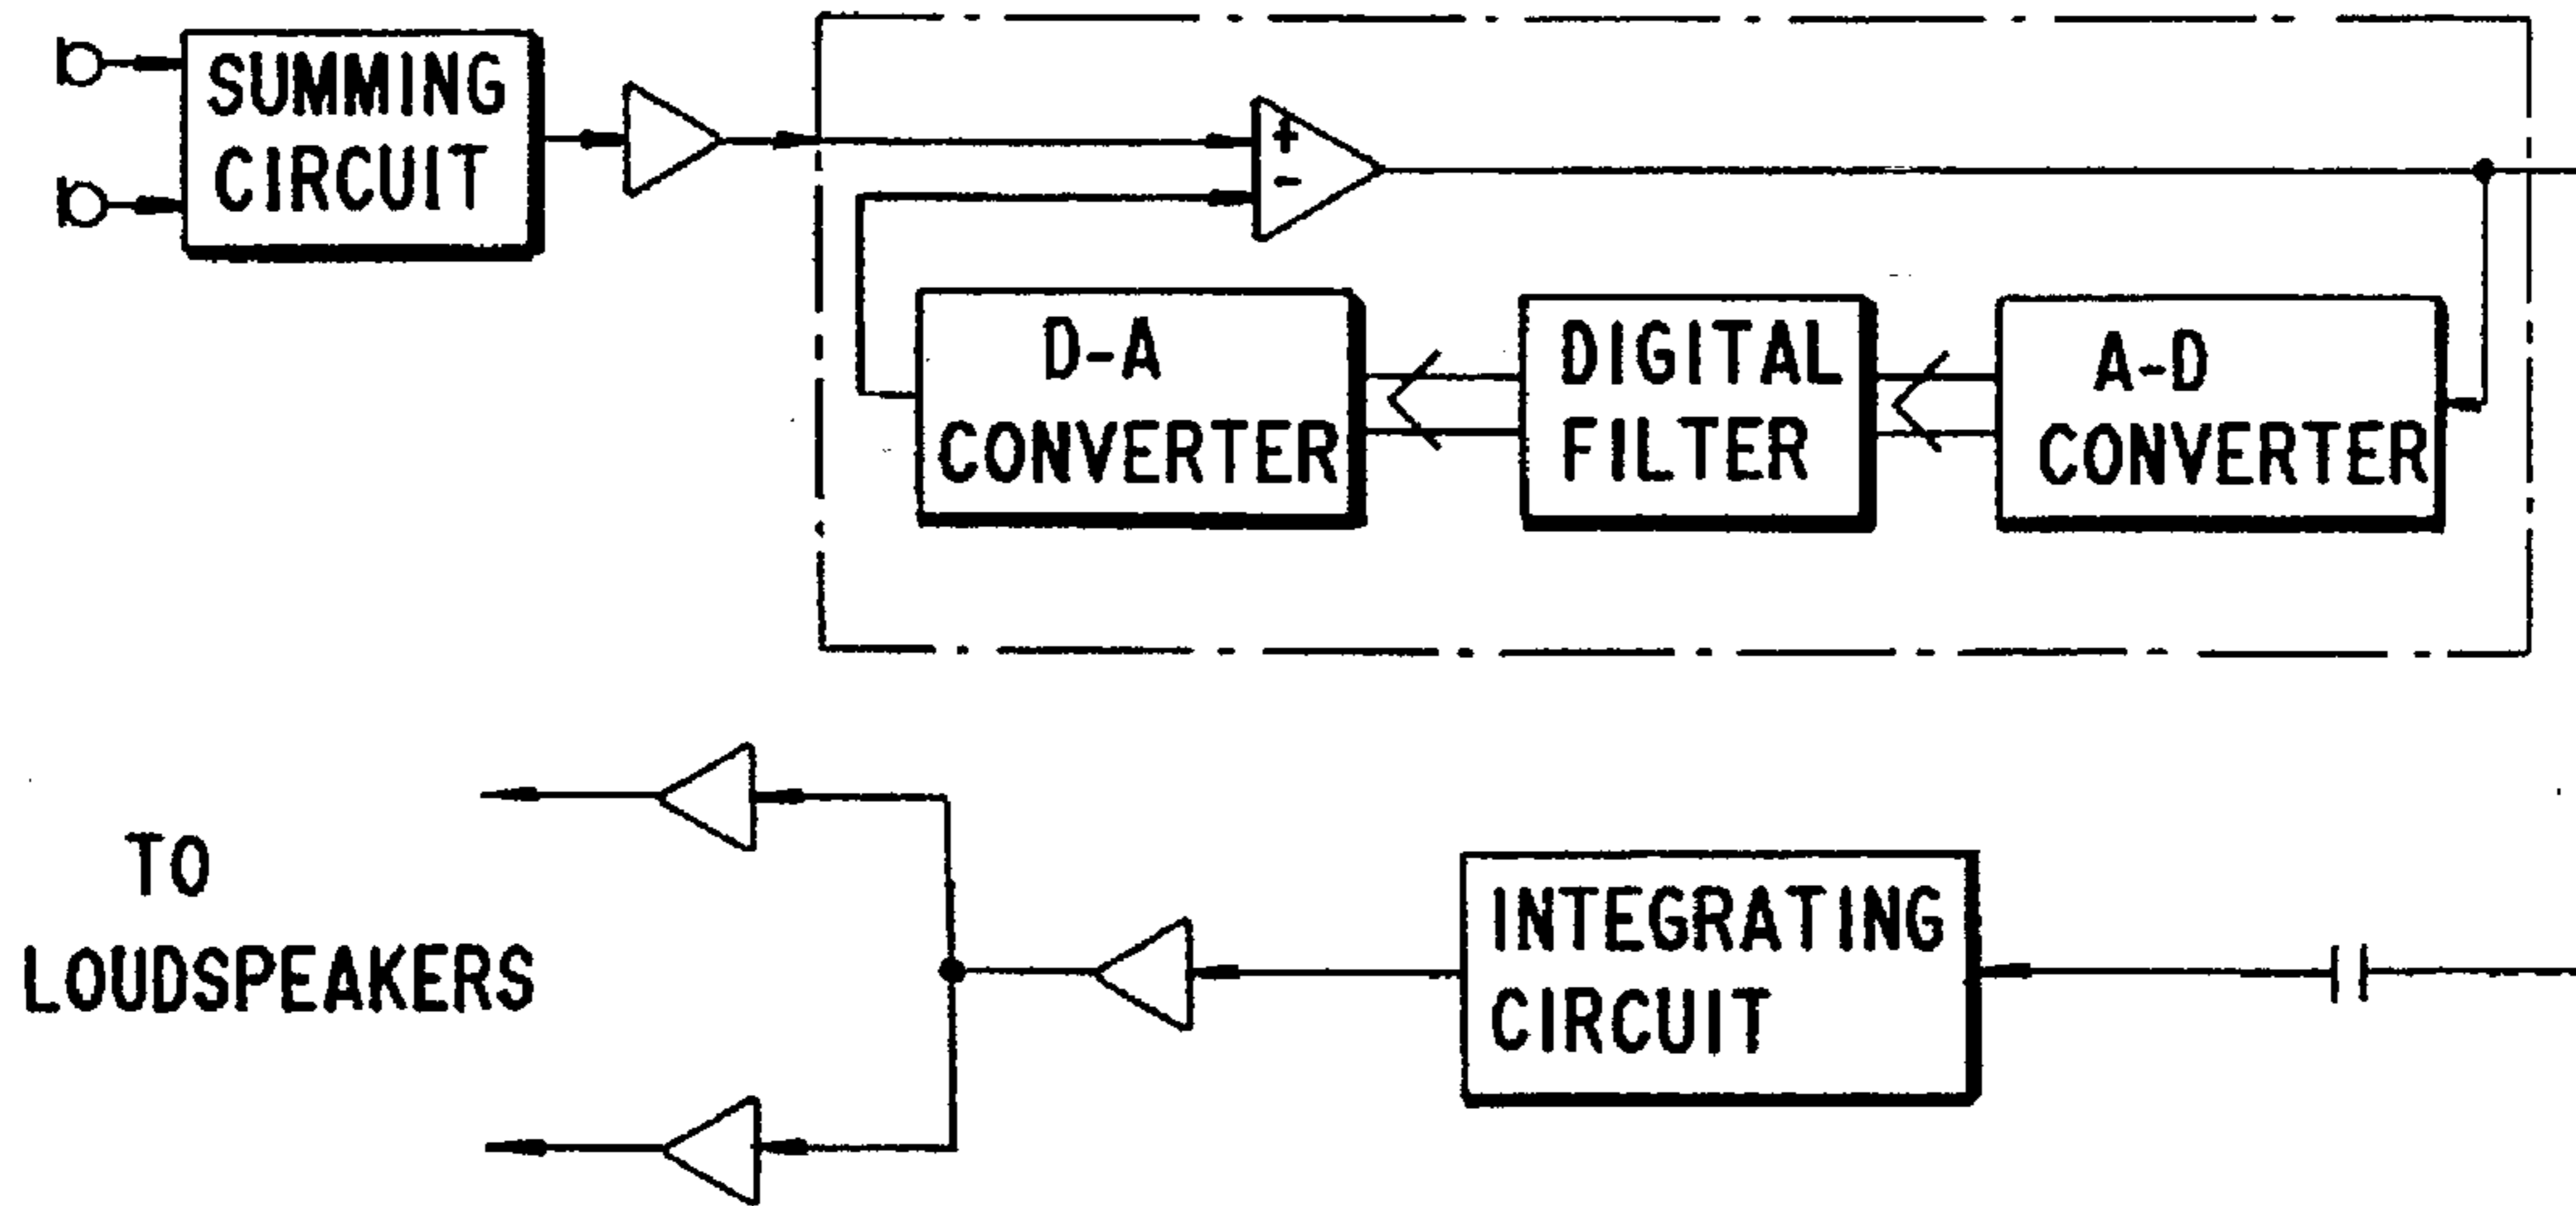 SUMMING
CIRCUIT
+
-
D-A
CONVERTER
DIGITAL
FILTER
A-D
CONVERTER
TO
LOUDSPEAKERS
INTEGRATING
CIRCUIT